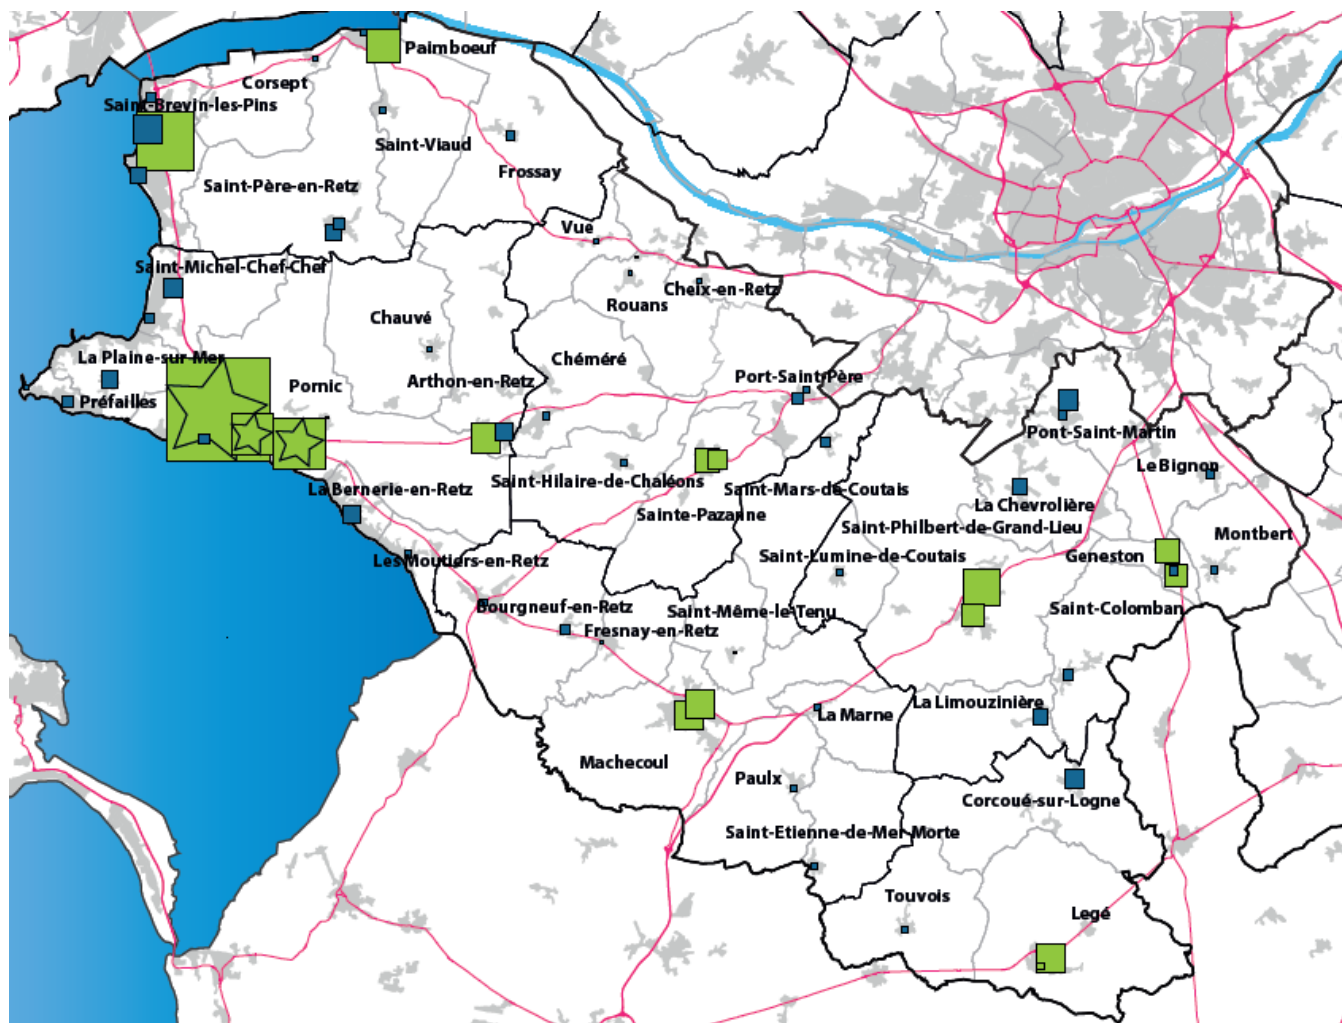 Paimboeuf
Corsept
Saint-Brevin-les-Pins
Saint-Viaud
Frossay
Saint-Père-en-Retz
Vue
Saint-Michel-Chef-Chef
Cheix-en-Retz
Rouans
Chauvé
La Plaine-sur-Mer
Chéméré
Port-Saint-Père
Pornic
Arthon-en-Retz
Préfailles
Pont-Saint-Martin
Le Bignon
La Bernerie-en-Retz
Saint-Hilaire-de-Chaléons
Saint-Mars-de-Coutais
La Chevrolière
Sainte-Pazanne
Saint-Philbert-de-Grand-Lieu
Montbert
Les Moutiers-en-Retz
Saint-Lumine-de-Coutais
Geneston
Bourgneuf-en-Retz
Saint-Même-le-Tenu
Saint-Colomban
Fresnay-en-Retz
La Limouzinière
La Marne
Machecoul
Paulx
Corcoué-sur-Logne
Saint-Etienne-de-Mer-Morte
Touvois
Legé